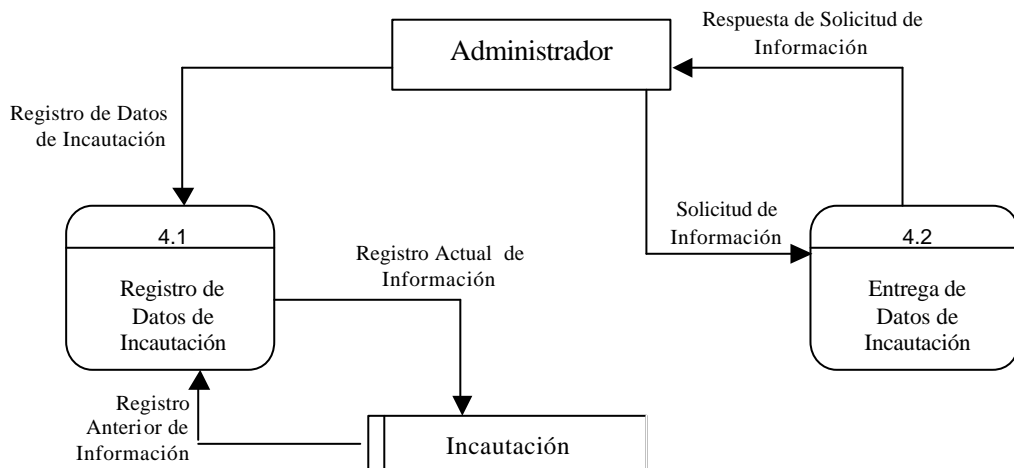 Respuesta de Solicitud de
Información
Administrador
Registro de Datos
de Incautación
Solicitud de
Información
4.1
Registro de
Datos de
Incautación
Registro Actual de
Información
4.2
Entrega de
Datos de
Incautación
Registro
Anterior de
Información
Incautación